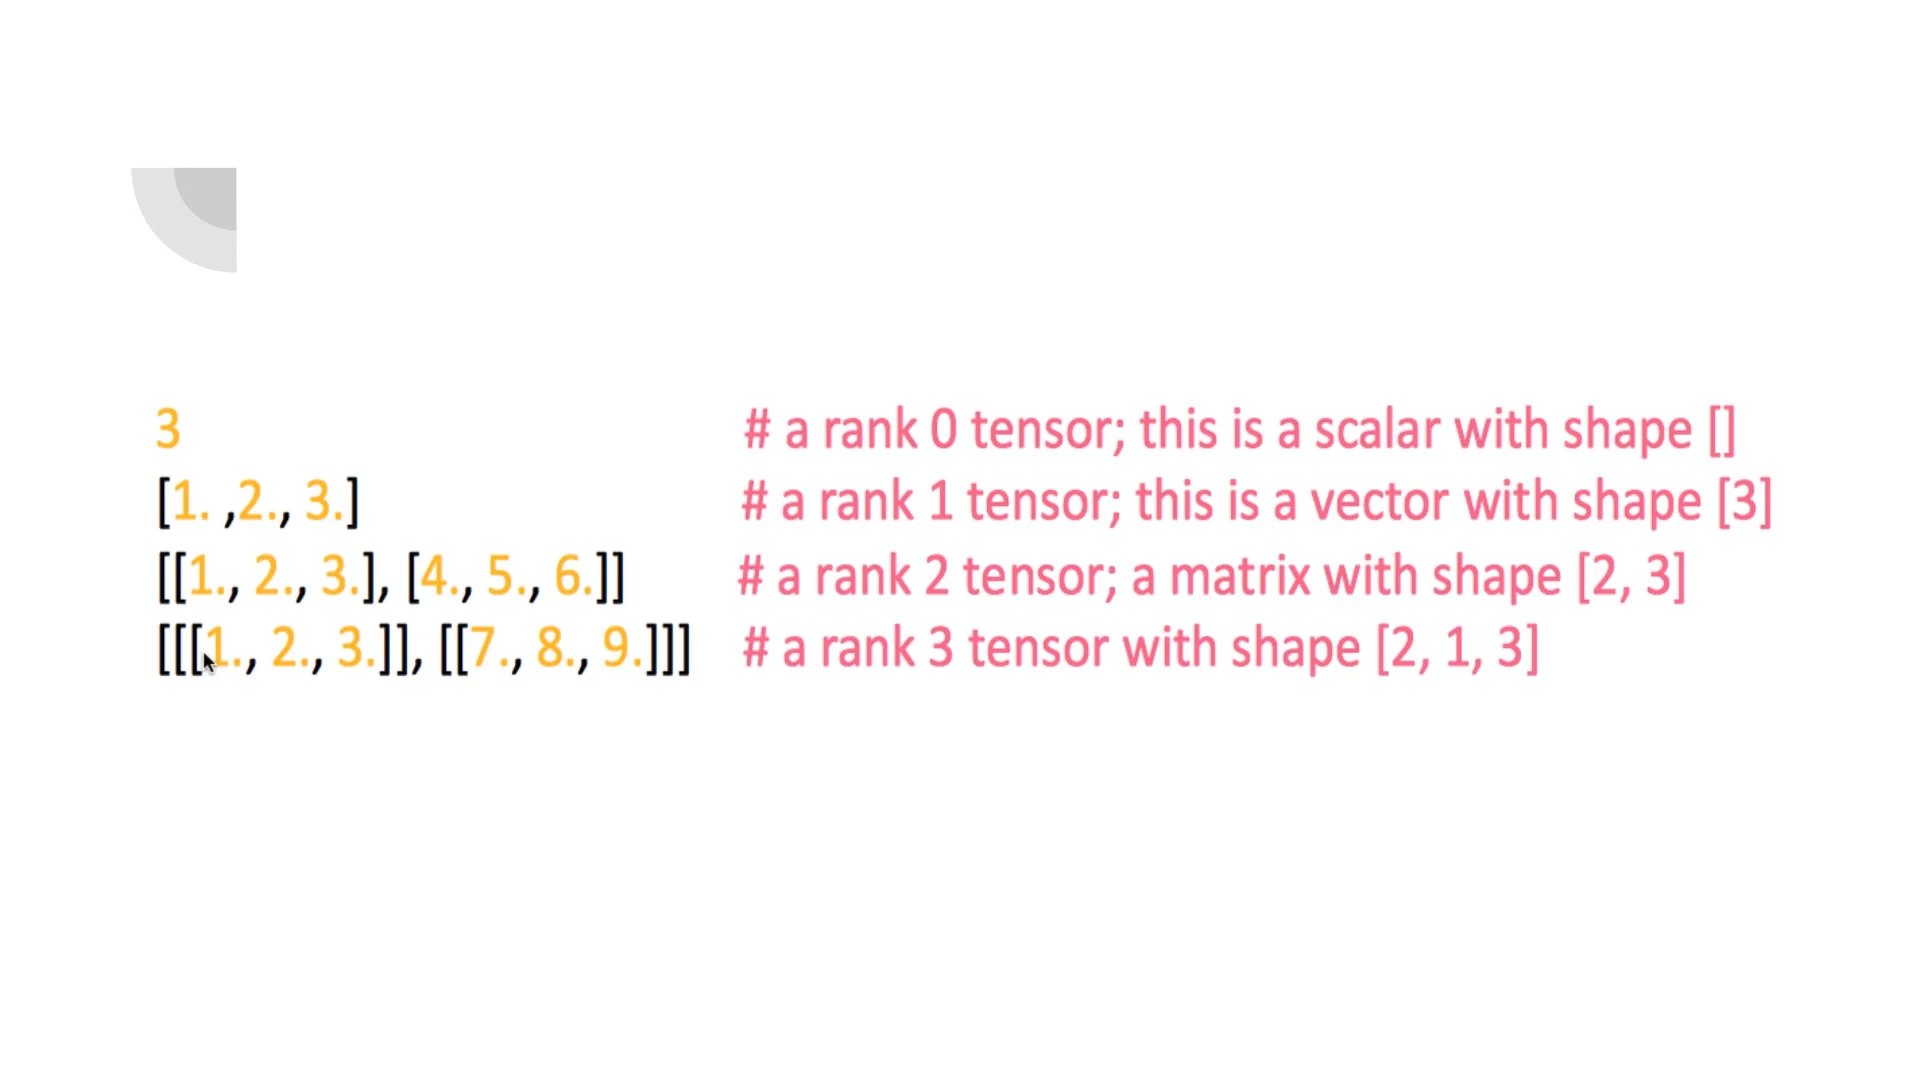 3 # a rank 0 tensor; this is a scalar with shape []
[1. ,2., 3.] # a rank 1 tensor; this is a vector with shape [3]
[[1., 2., 3.], [4., 5., 6.]] # a rank 2 tensor; a matrix with shape [2, 3]
[[[1., 2., 3.]], [[7., 8., 9.]]] # a rank 3 tensor with shape [2, 1, 3]